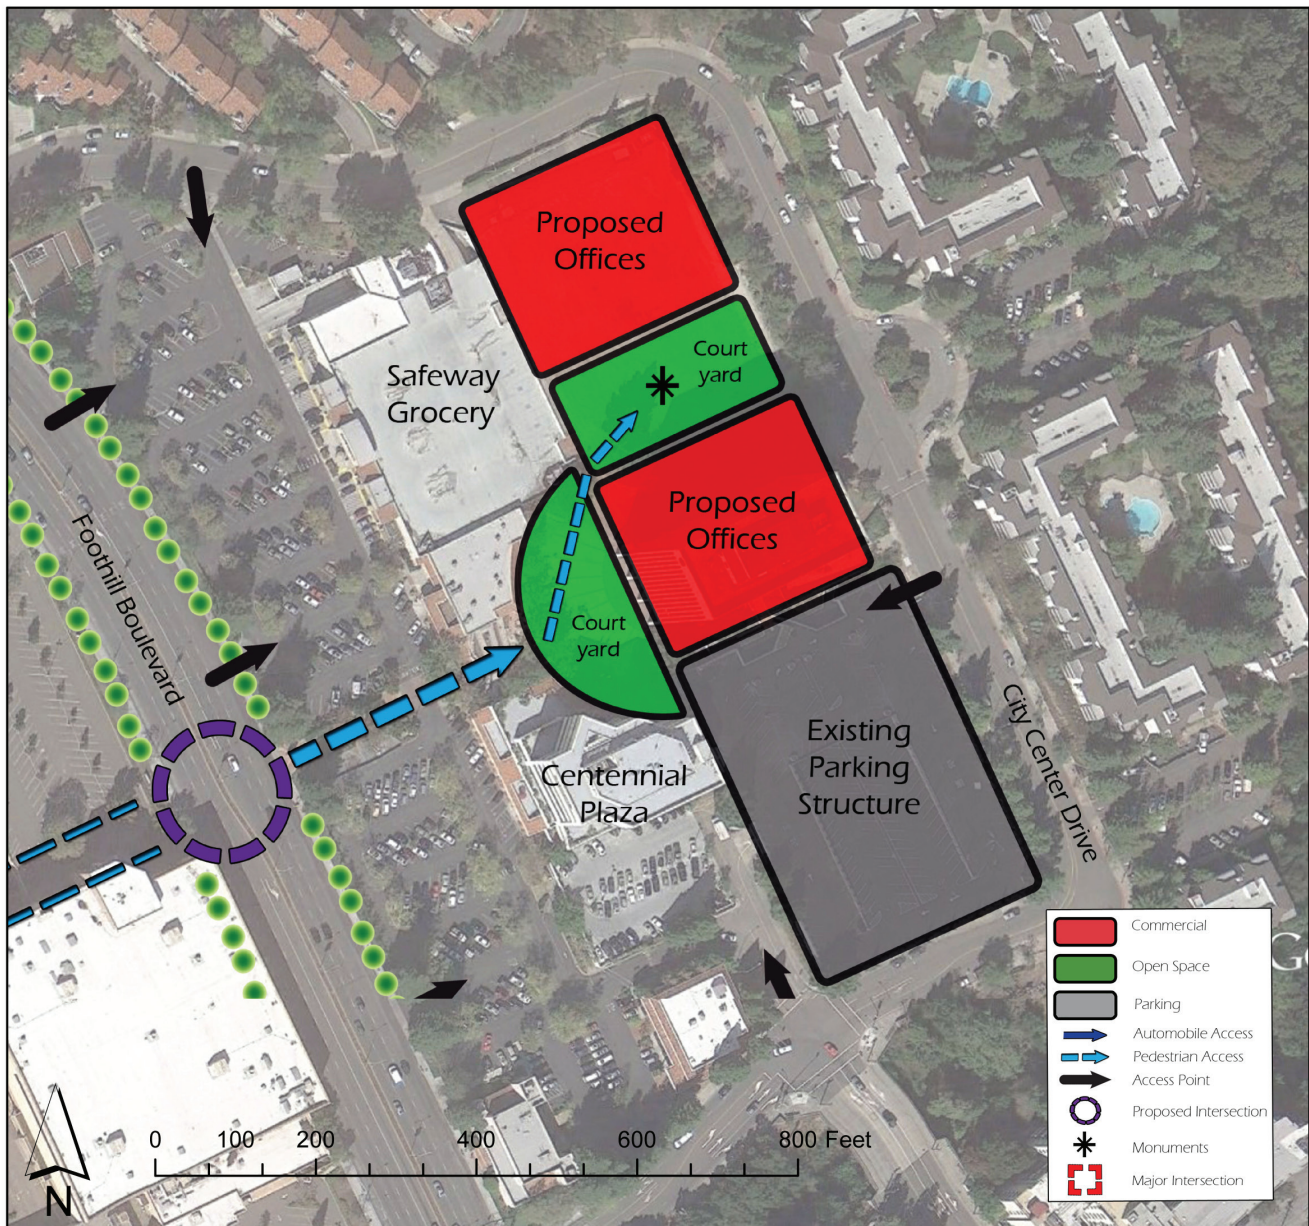 Proposed
Offices
Court
yard
Safeway
Grocery
Proposed
Offices
Foothill Boulevard
Court
yard
City Center Drive
Existing
Parking
Structure
Centennial
Plaza
Commercial
Open Space
Parking
Automobile Access
Pedestrian Access
Access Point
Proposed Intersection
Monuments
Major Intersection
0 100 200 400 600 800 Feet
N
G